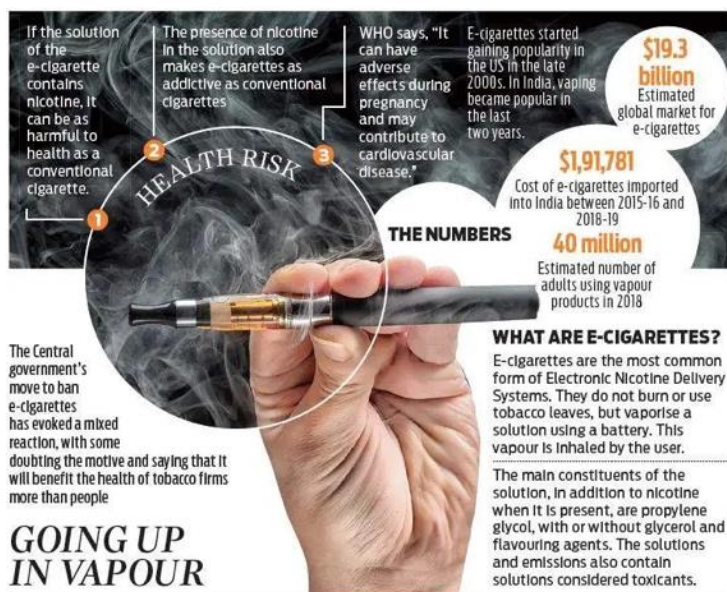 If the solution
of the
e-cigarette
contains
nicotine, it
can be as
harmful to
health as a
conventional
cigarette.
1
The presence of nicotine
in the solution also
makes e-cigarettes as
addictive as conventional
cigarettes
2
WHO says, "It
can have
adverse
effects during
pregnancy
and may
contribute to
cardiovascular
disease."
3
HEALTH RISK
E-cigarettes started
gaining popularity in
the US in the late
2000s. In India, vaping
became popular in
the last
two years.
THE NUMBERS
$19.3
billion
Estimated
global market for
e-cigarettes
$1,91,781
Cost of e-cigarettes imported
into India between 2015-16 and
2018-19
40 million
Estimated number of
adults using vapour
products in 2018
The Central
government's
move to ban
e-cigarettes
has evoked a mixed
reaction, with some
doubting the motive and saying that it
will benefit the health of tobacco firms
more than people
GOING UP
IN VAPOUR
WHAT ARE E-CIGARETTES?
E-cigarettes are the most common
form of Electronic Nicotine Delivery
Systems. They do not burn or use
tobacco leaves, but vaporise a
solution using a battery. This
vapour is inhaled by the user.
The main constituents of the
solution, in addition to nicotine
when it is present, are propylene
glycol, with or without glycerol and
flavouring agents. The solutions
and emissions also contain
solutions considered toxicants.